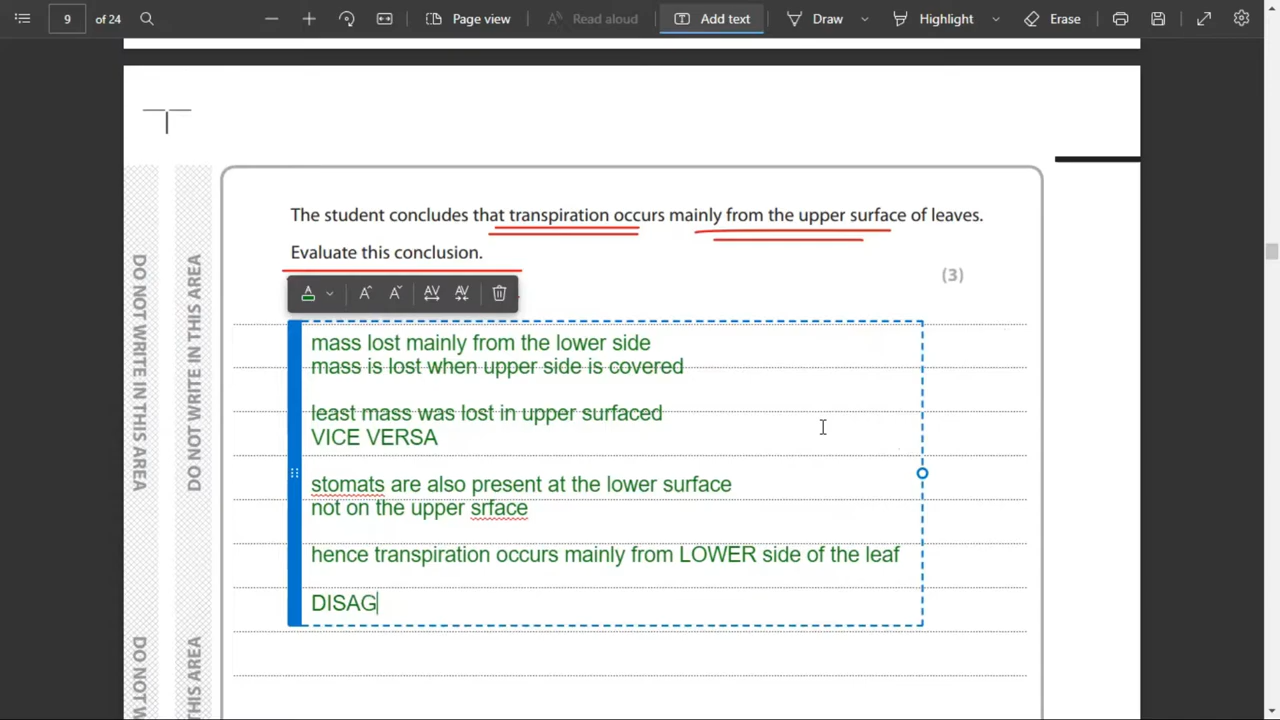 9 of 24
Page view
Read aloud
Add text
Draw
Highlight
Erase
The student concludes that transpiration occurs mainly from the upper surface of leaves.
Evaluate this conclusion.
(3)
mass lost mainly from the lower side
mass is lost when upper side is covered
least mass was lost in upper surfaced
VICE VERSA
stomats are also present at the lower surface
not on the upper srface
hence transpiration occurs mainly from LOWER side of the leaf
DISAG
DO NOT WRITE IN THIS AREA
DO NOT WRITE IN THIS AREA
DO NOT W
THIS AREA